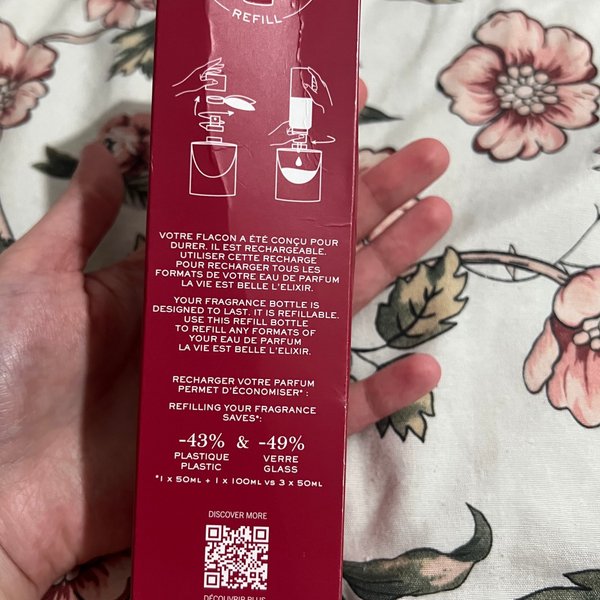 REFILL
VOTRE FLACON A ÉTÉ CONÇU POUR
DURER. IL EST RECHARGEABLE.
UTILISER CETTE RECHARGE
POUR RECHARGER TOUS LES
FORMATS DE VOTRE EAU DE PARFUM
LA VIE EST BELLE L'ELIXIR.
YOUR FRAGRANCE BOTTLE IS
DESIGNED TO LAST. IT IS REFILLABLE.
USE THIS REFILL BOTTLE
TO REFILL ANY FORMATS OF
YOUR EAU DE PARFUM
LA VIE EST BELLE L'ELIXIR.
RECHARGER VOTRE PARFUM
PERMET D'ÉCONOMISER* :
REFILLING YOUR FRAGRANCE
SAVES*:
-43% & -49%
PLASTIQUE VERRE
PLASTIC GLASS
*1 x 50ML + 1 x 100ML vs 3 x 50ML
DISCOVER MORE
DÉCOUVRIR PLUS